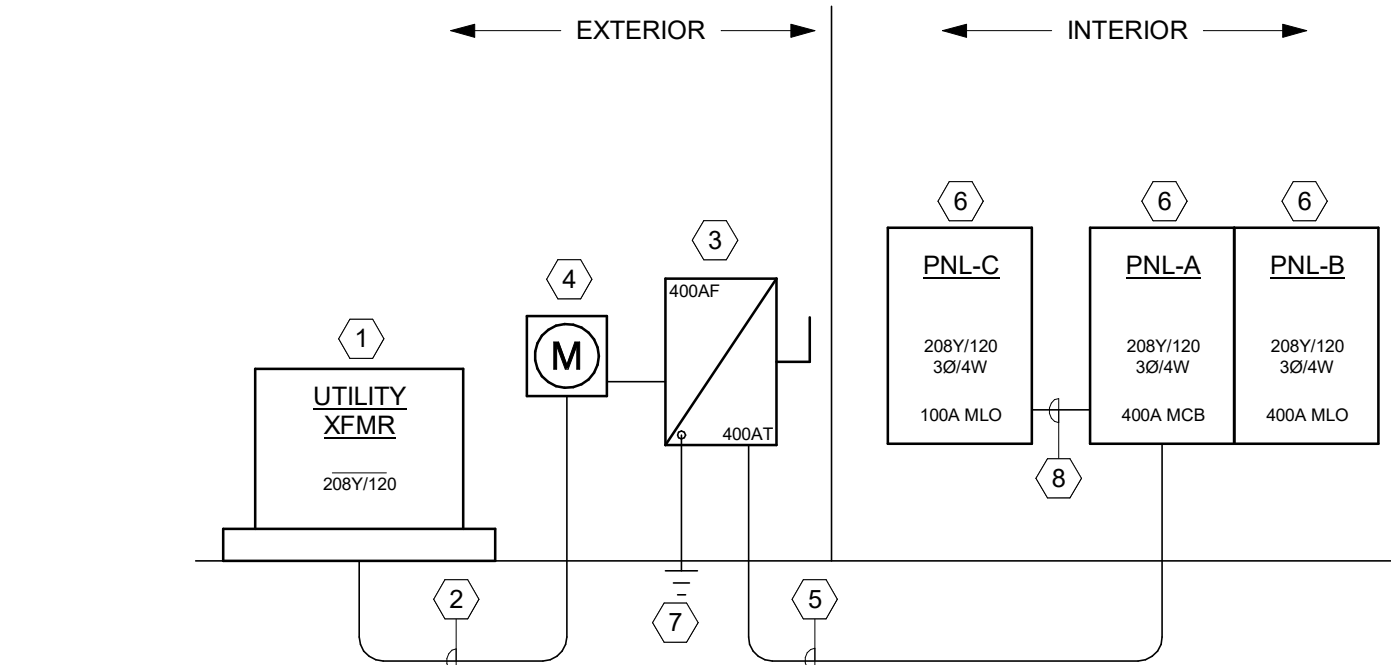 EXTERIOR
INTERIOR
6
6
6
3
PNL-C
PNL-A
PNL-B
4
400AF
1
208Y/120
3Ø/4W
208Y/120
3Ø/4W
208Y/120
3Ø/4W
M
UTILITY
XFMR
100A MLO
400A MCB
400A MLO
400AT
208Y/120
8
2
7
5